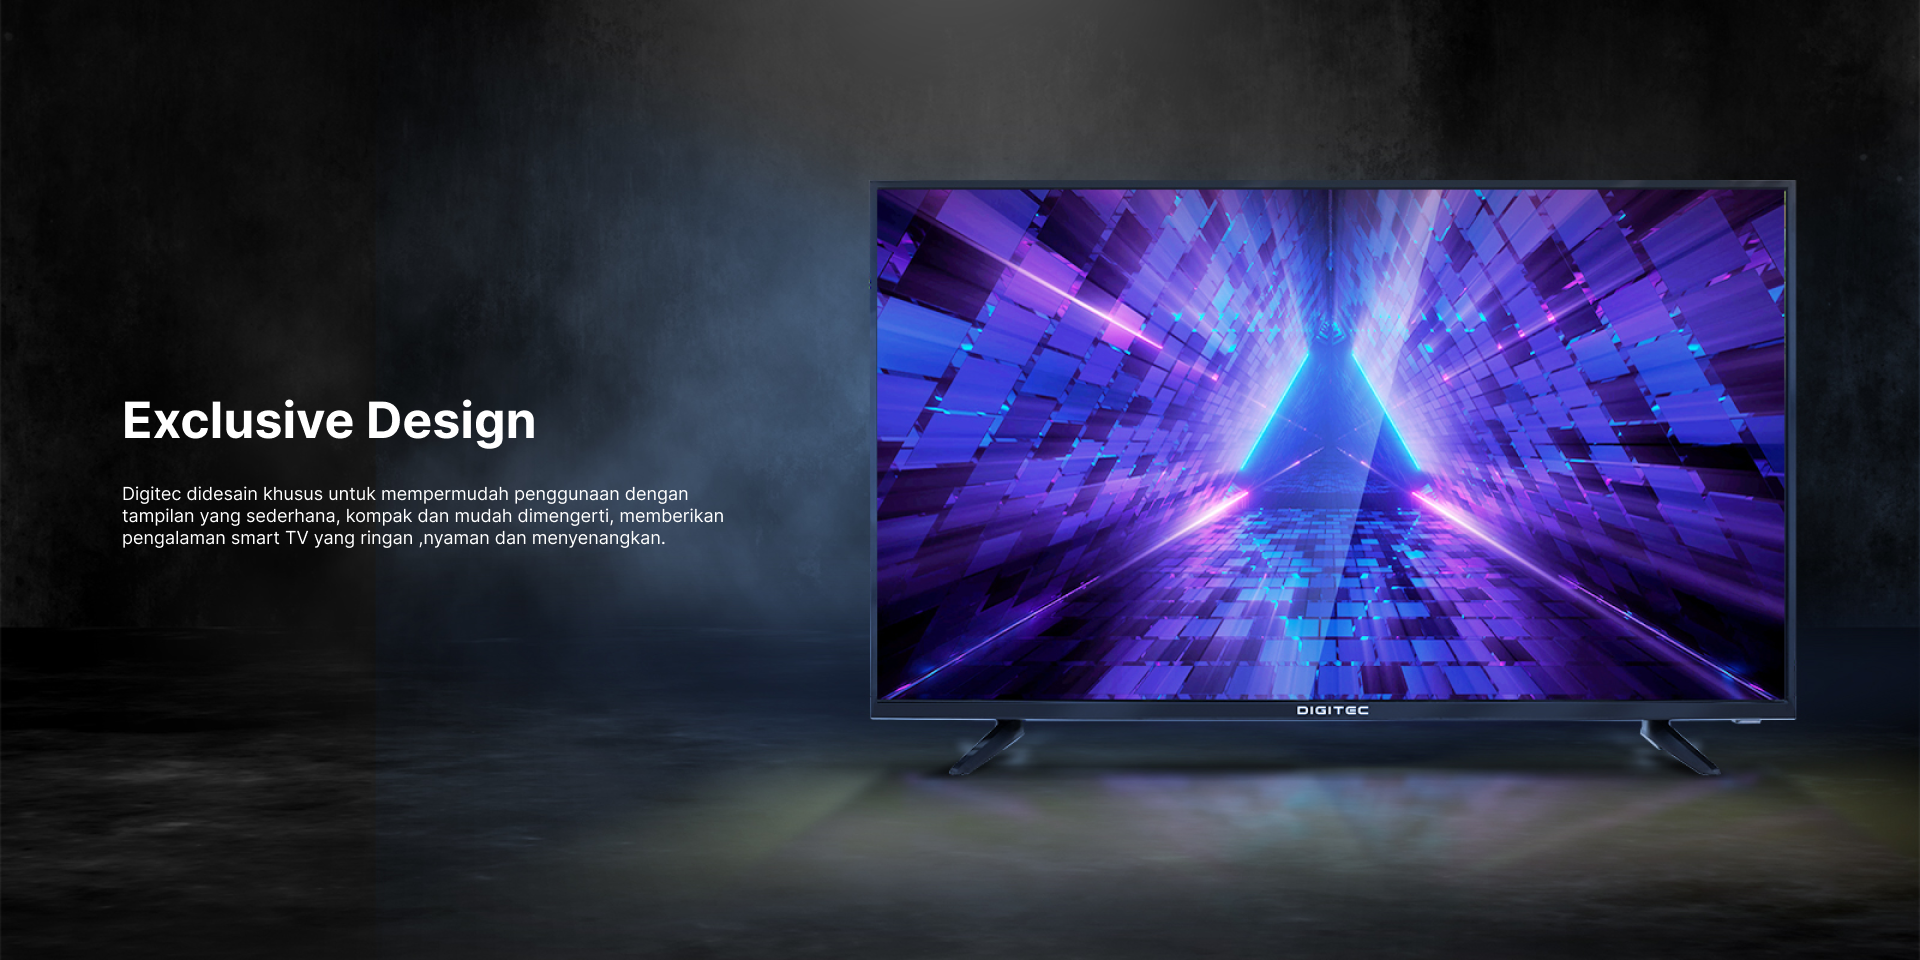 Exclusive Design
Digitec didesain khusus untuk mempermudah penggunaan dengan
tampilan yang sederhana, kompak dan mudah dimengerti, memberikan
pengalaman smart TV yang ringan ,nyaman dan menyenangkan.
DIGITEC